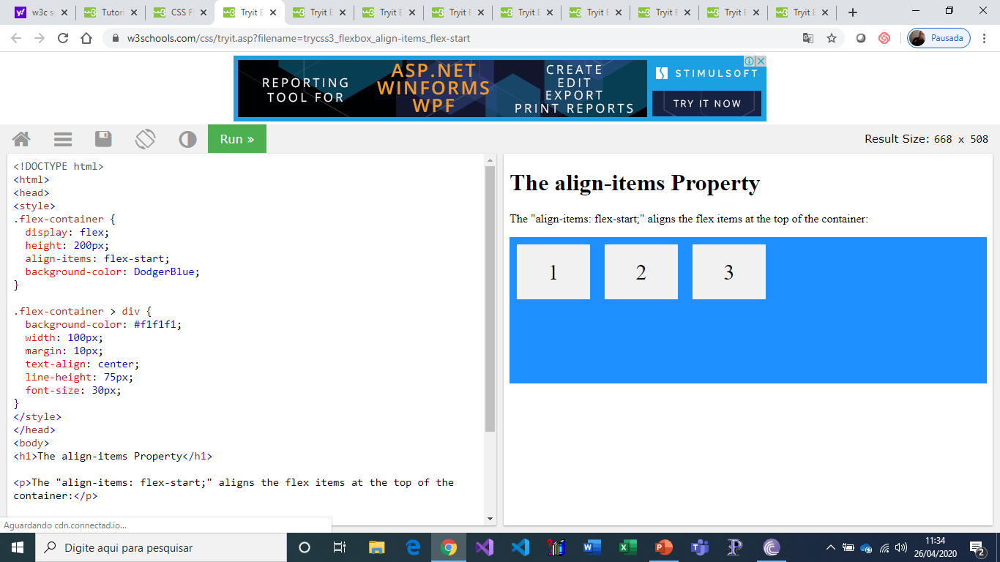 w3c s
Tutori
CSS F
Tryit E
Tryit E
Tryit E
Tryit E
Tryit E
Tryit E
Tryit E
Tryit E
Tryit E
w3schools.com/css/tryit.asp?filename=trycss3_flexbox_align-items_flex-start
Pausada
REPORTING
TOOL FOR
ASP.NET
WINFORMS
WPF
CREATE
EDIT
EXPORT
PRINT REPORTS
STIMULSOFT
TRY IT NOW
Run »
Result Size: 668 x 508
<!DOCTYPE html>
<html>
<head>
<style>
.flex-container {
display: flex;
height: 200px;
align-items: flex-start;
background-color: DodgerBlue;
}
.flex-container > div {
background-color: #f1f1f1;
width: 100px;
margin: 10px;
text-align: center;
line-height: 75px;
font-size: 30px;
}
</style>
</head>
<body>
<h1>The align-items Property</h1>
<p>The "align-items: flex-start;" aligns the flex items at the top of the
container:</p>
The align-items Property
The "align-items: flex-start;" aligns the flex items at the top of the container:
1
2
3
Aguardando cdn.connectad.io...
Digite aqui para pesquisar
11:34
26/04/2020
2